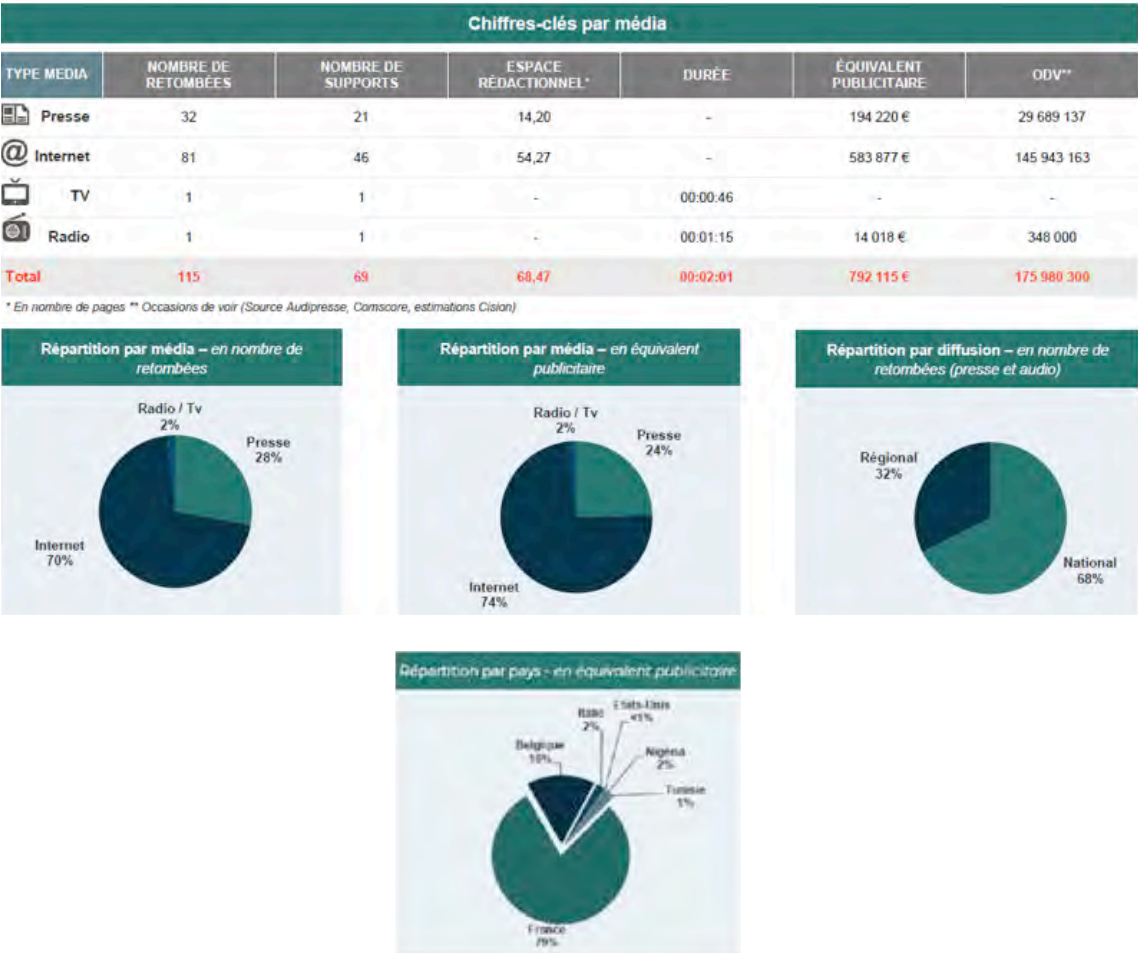 Chiffres-clés par média
TYPE MEDIA NOMBRE DE RETOMBÉES NOMBRE DE SUPPORTS ESPACE RÉDACTIONNEL* DURÉE ÉQUIVALENT PUBLICITAIRE ODV**
Presse 32 21 14,20 - 194 220 € 29 689 137
@ Internet 81 46 54,27 - 583 877 € 145 943 163
TV 1 1 - 00:00:46 - -
Radio 1 1 - 00:01:15 14 018 € 348 000
Total 115 69 68,47 00:02:01 792 115 € 175 980 300
* En nombre de pages ** Occasions de voir (Source Audipresse, Comscore, estimations Cision)
Répartition par média – en nombre de
retombées
Radio / Tv
2%
Presse
28%
Internet
70%
Répartition par média – en équivalent
publicitaire
Radio / Tv
2%
Presse
24%
Internet
74%
Répartition par diffusion – en nombre de
retombées (presse et audio)
Régional
32%
National
68%
Répartition par pays - en équivalent publicitaire
Etats-Unis
<1%
Italie
2%
Belgique
Nigéria
2%
Tunisie
1%
France
79%